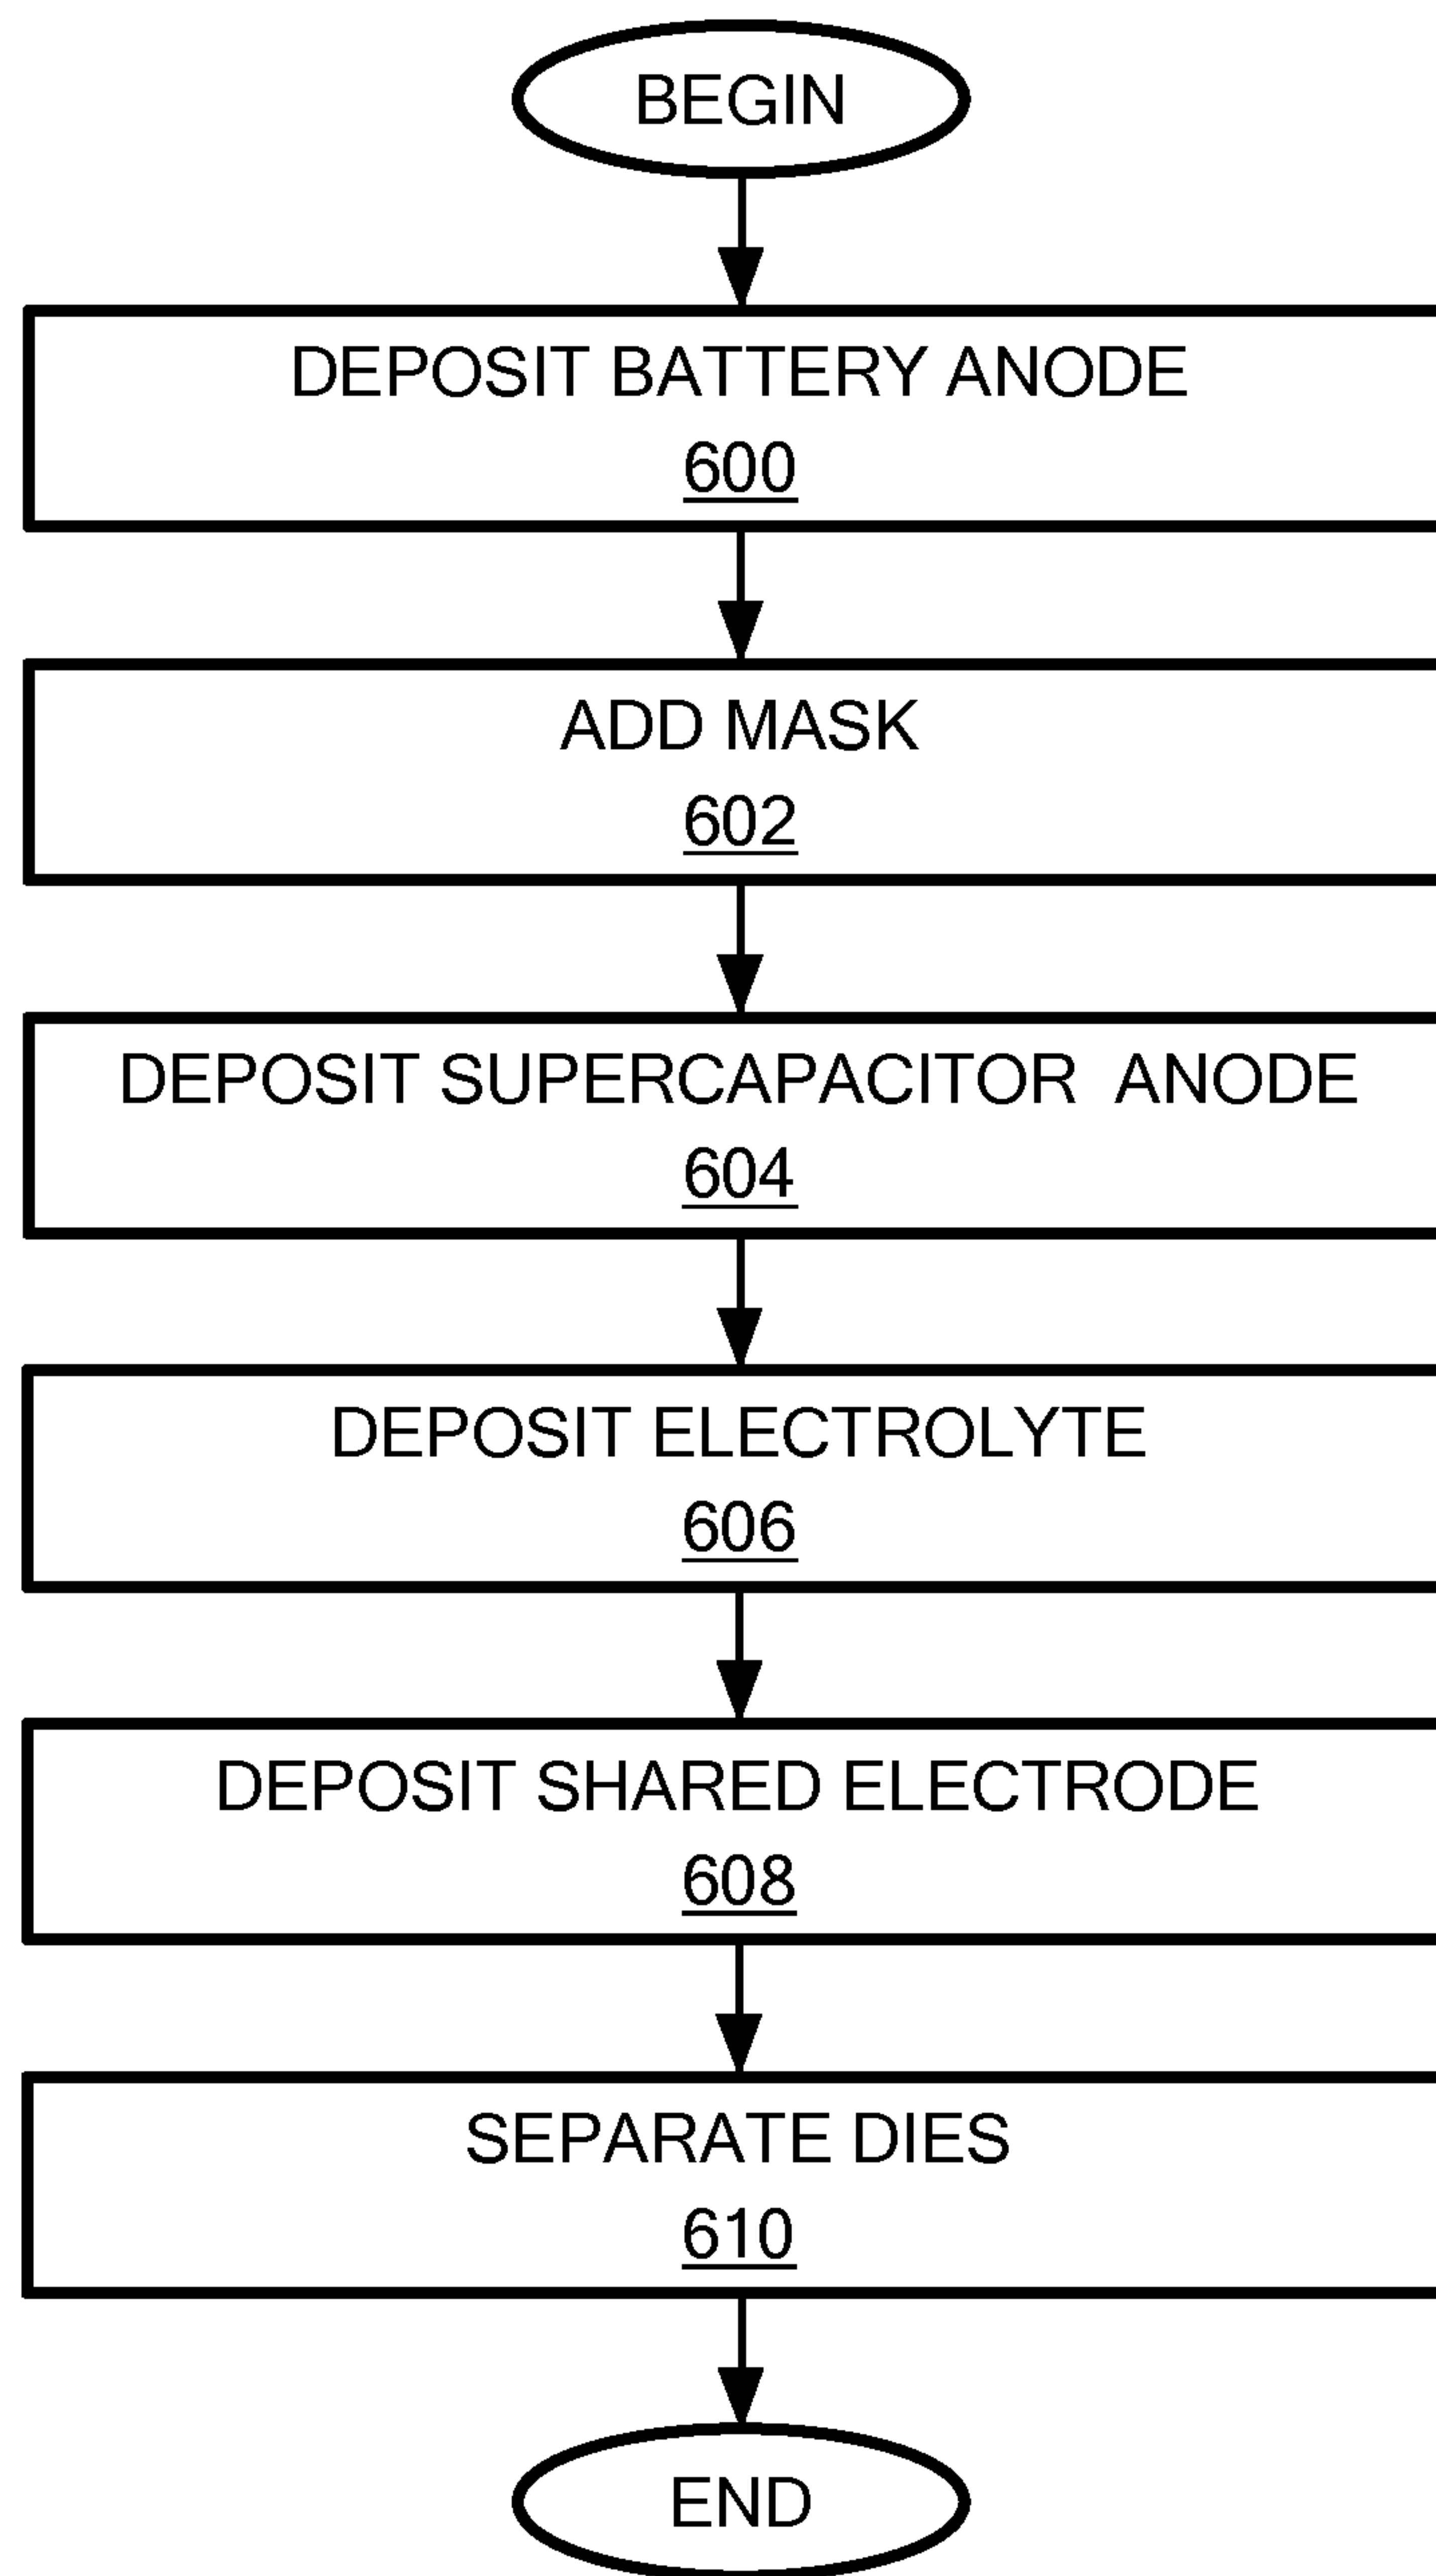 BEGIN
DEPOSIT BATTERY ANODE
600
ADD MASK
602
DEPOSIT SUPERCAPACITOR ANODE
604
DEPOSIT ELECTROLYTE
606
DEPOSIT SHARED ELECTRODE
608
SEPARATE DIES
610
END